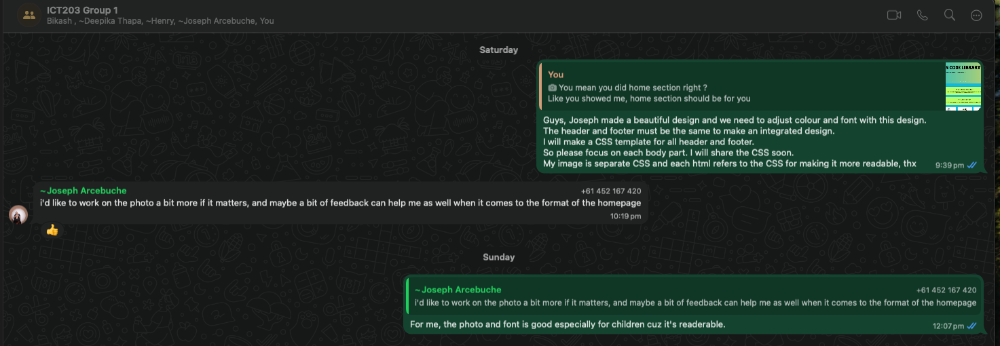 ICT203 Group 1
Bikash , ~Deepika Thapa, ~Henry, ~Joseph Arcebuche, You
Saturday
You
You mean you did home section right ?
Like you showed me, home section should be for you
S CODE LIBRARY
Guys, Joseph made a beautiful design and we need to adjust colour and font with this design.
The header and footer must be the same to make an integrated design.
I will make a CSS template for all header and footer.
So please focus on each body part. I will share the CSS soon.
My image is separate CSS and each html refers to the CSS for making it more readable, thx
9:39 pm
~Joseph Arcebuche +61 452 167 420
i'd like to work on the photo a bit more if it matters, and maybe a bit of feedback can help me as well when it comes to the format of the homepage
10:19 pm
Sunday
~Joseph Arcebuche +61 452 167 420
i'd like to work on the photo a bit more if it matters, and maybe a bit of feedback can help me as well when it comes to the format of the homepage
For me, the photo and font is good especially for children cuz it's readerable.
12:07 pm